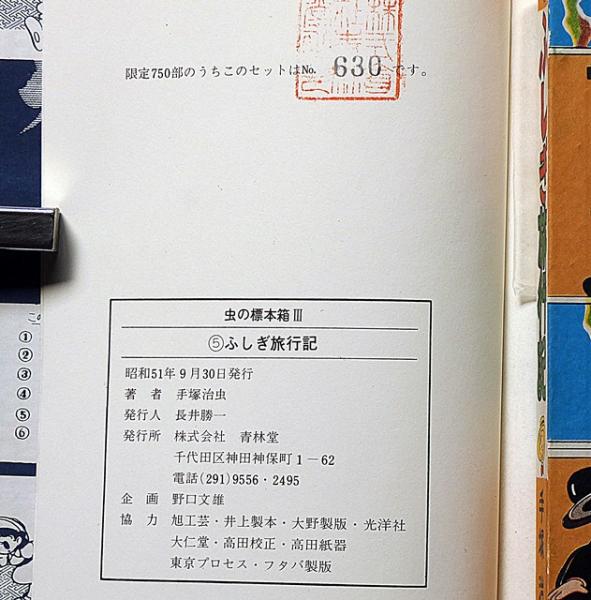 限定750部のうちこのセットはNo. 630 です。
虫の標本箱Ⅲ
⑤ふしぎ旅行記
昭和51年9月30日発行
著 者 手塚治虫
発行人 長井勝一
発行所 株式会社 青林堂
千代田区神田神保町1−62
電話(291)9556・2495
企 画 野口文雄
協 力 旭工芸・井上製本・大野製版・光洋社
大仁堂・高田校正・高田紙器
東京プロセス・フタバ製版
こ
①
②
③
④
⑤
⑥